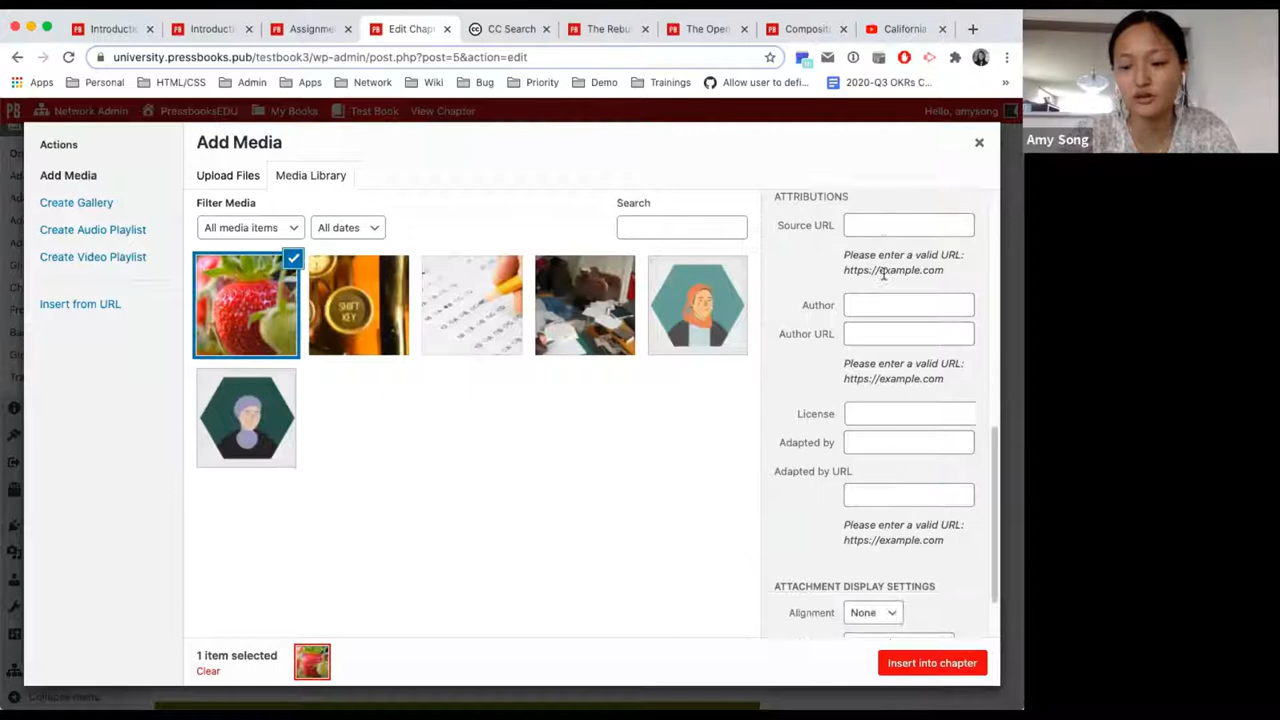 Introduc
Introducti
Assignme
Edit Chap
CC Search
The Rebu
The Open
Composit
California
university.pressbooks.pub/testbook3/wp-admin/post.php?post=5&action=edit
Apps
Personal
HTML/CSS
Admin
Apps
Network
Bug
Priority
Demo
Trainings
Allow user to defi...
2020-Q3 OKRs C...
»
Network Admin
PressbooksEDU
My Books
Test Book
View Chapter
Hello, amysong
Amy Song
Actions
Add Media
Create Gallery
Create Audio Playlist
Create Video Playlist
Insert from URL
Add Media
Upload Files
Media Library
Filter Media
All media items
All dates
Search
SHIFT
KEY
ATTRIBUTIONS
Source URL
Please enter a valid URL:
https://example.com
Author
Author URL
Please enter a valid URL:
https://example.com
License
Adapted by
Adapted by URL
Please enter a valid URL:
https://example.com
ATTACHMENT DISPLAY SETTINGS
Alignment
None
1 item selected
Clear
Insert into chapter
Collapse menu